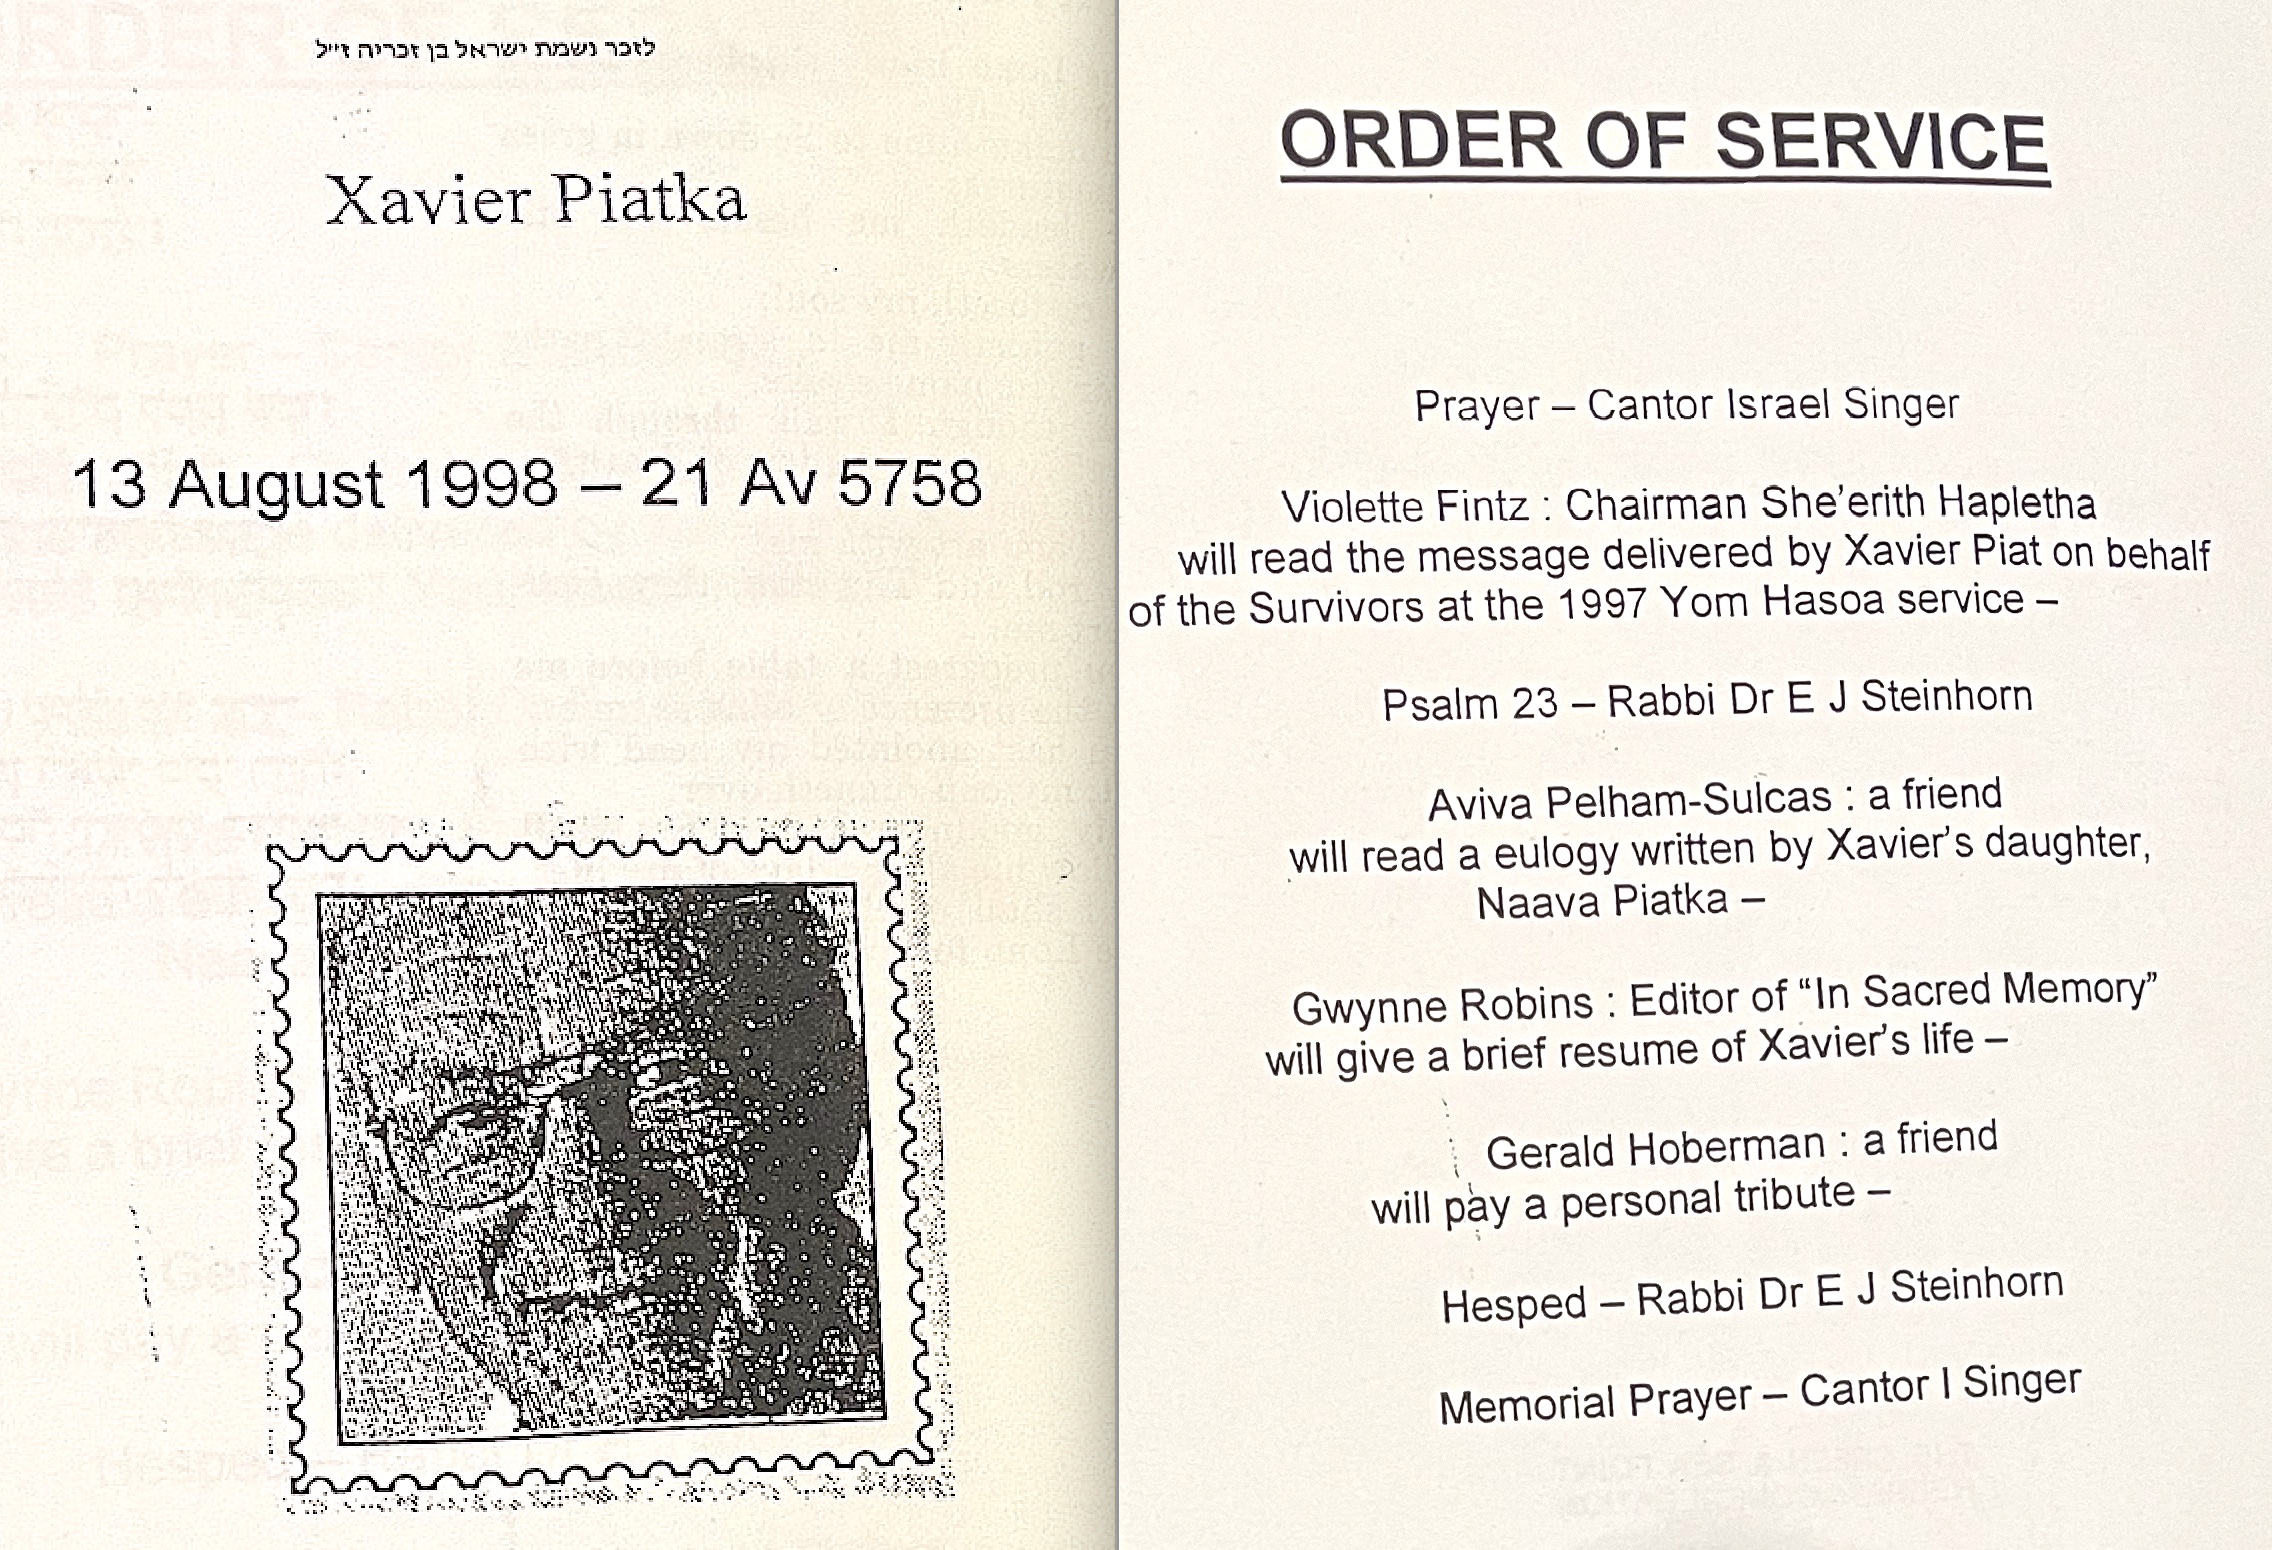 לזכר נשמת ישראל בן זכריה ז״ל
Xavier Piatka
13 August 1998 – 21 Av 5758
ORDER OF SERVICE
Prayer – Cantor Israel Singer
Violette Fintz : Chairman She’erith Hapletha
will read the message delivered by Xavier Piat on behalf
of the Survivors at the 1997 Yom Hasoa service –
Psalm 23 – Rabbi Dr E J Steinhorn
Aviva Pelham-Sulcas : a friend
will read a eulogy written by Xavier’s daughter,
Naava Piatka –
Gwynne Robins : Editor of “In Sacred Memory”
will give a brief resume of Xavier’s life –
Gerald Hoberman : a friend
will pay a personal tribute –
Hesped – Rabbi Dr E J Steinhorn
Memorial Prayer – Cantor I Singer